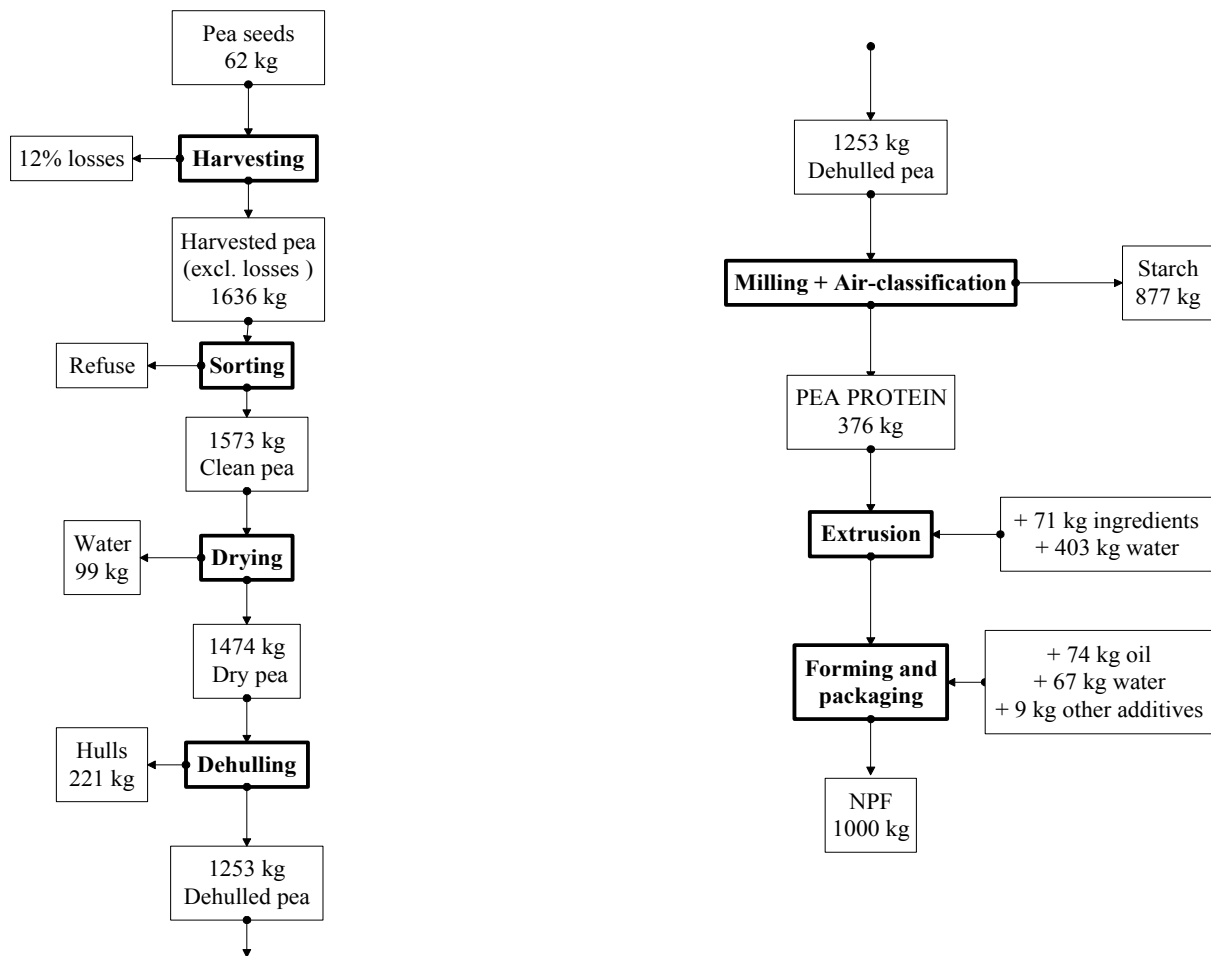 Pea seeds
62 kg
12% losses
Harvesting
Harvested pea
(excl. losses )
1636 kg
Refuse
Sorting
1573 kg
Clean pea
Water
99 kg
Drying
1474 kg
Dry pea
Hulls
221 kg
Dehulling
1253 kg
Dehulled pea
1253 kg
Dehulled pea
Milling + Air-classification
Starch
877 kg
PEA PROTEIN
376 kg
Extrusion
+ 71 kg ingredients
+ 403 kg water
Forming and
packaging
+ 74 kg oil
+ 67 kg water
+ 9 kg other additives
NPF
1000 kg